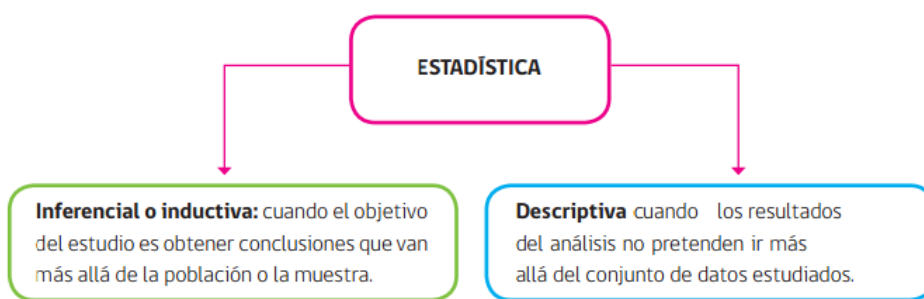 ESTADÍSTICA
Inferencial o inductiva: cuando el objetivo
del estudio es obtener conclusiones que van
más allá de la población o la muestra.
Descriptiva cuando los resultados
del análisis no pretenden ir más
allá del conjunto de datos estudiados.